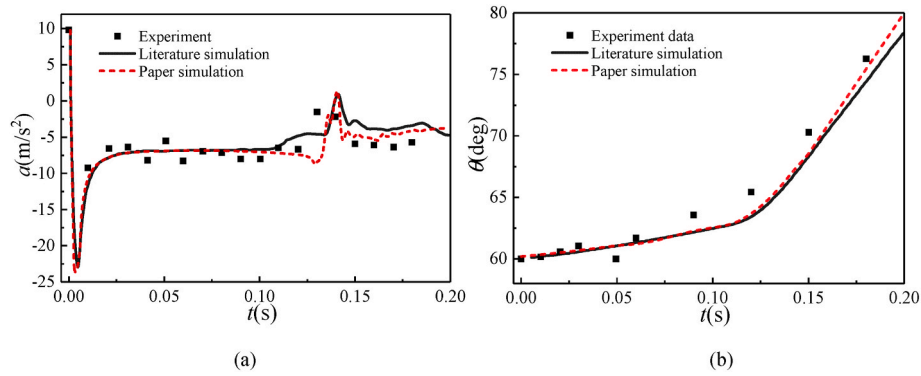 10
5
0
-5
-10
-15
-20
-25
a(m/s²)
Experiment
Literature simulation
Paper simulation
0.00 0.05 0.10 0.15 0.20
t(s)
(a)
80
75
70
65
60
θ(deg)
Experiment data
Literature simulation
Paper simulation
0.00 0.05 0.10 0.15 0.20
t(s)
(b)